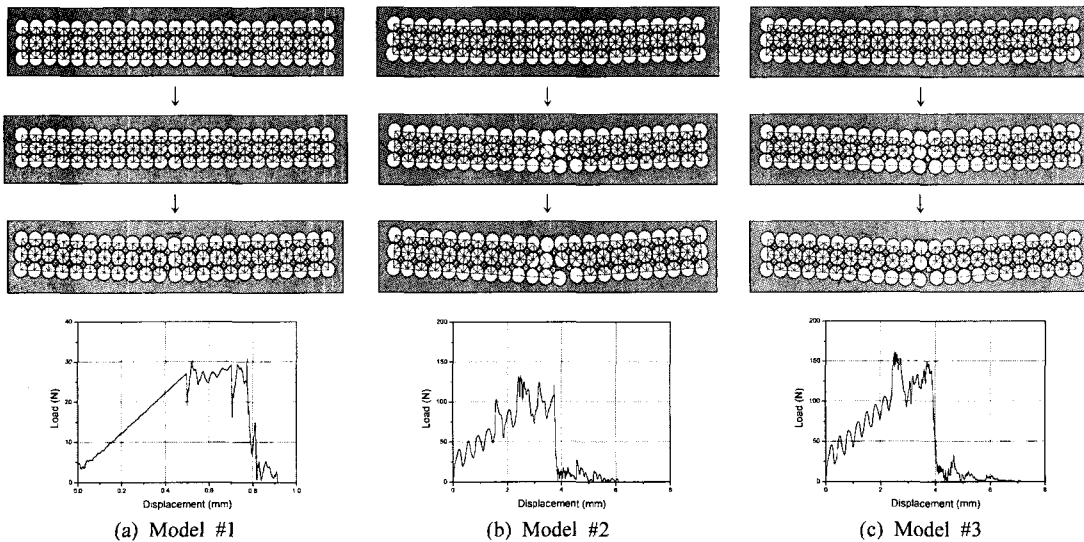 40
30
20
10
0
Load (N)
0.0 0.2 0.4 0.6 0.8 1.0
Displacement (mm)
(a) Model #1
200
150
100
50
0
Load (N)
0 2 4 6 8
Displacement (mm)
(b) Model #2
200
150
100
50
0
Load (N)
0 2 4 6 8
Displacement (mm)
(c) Model #3